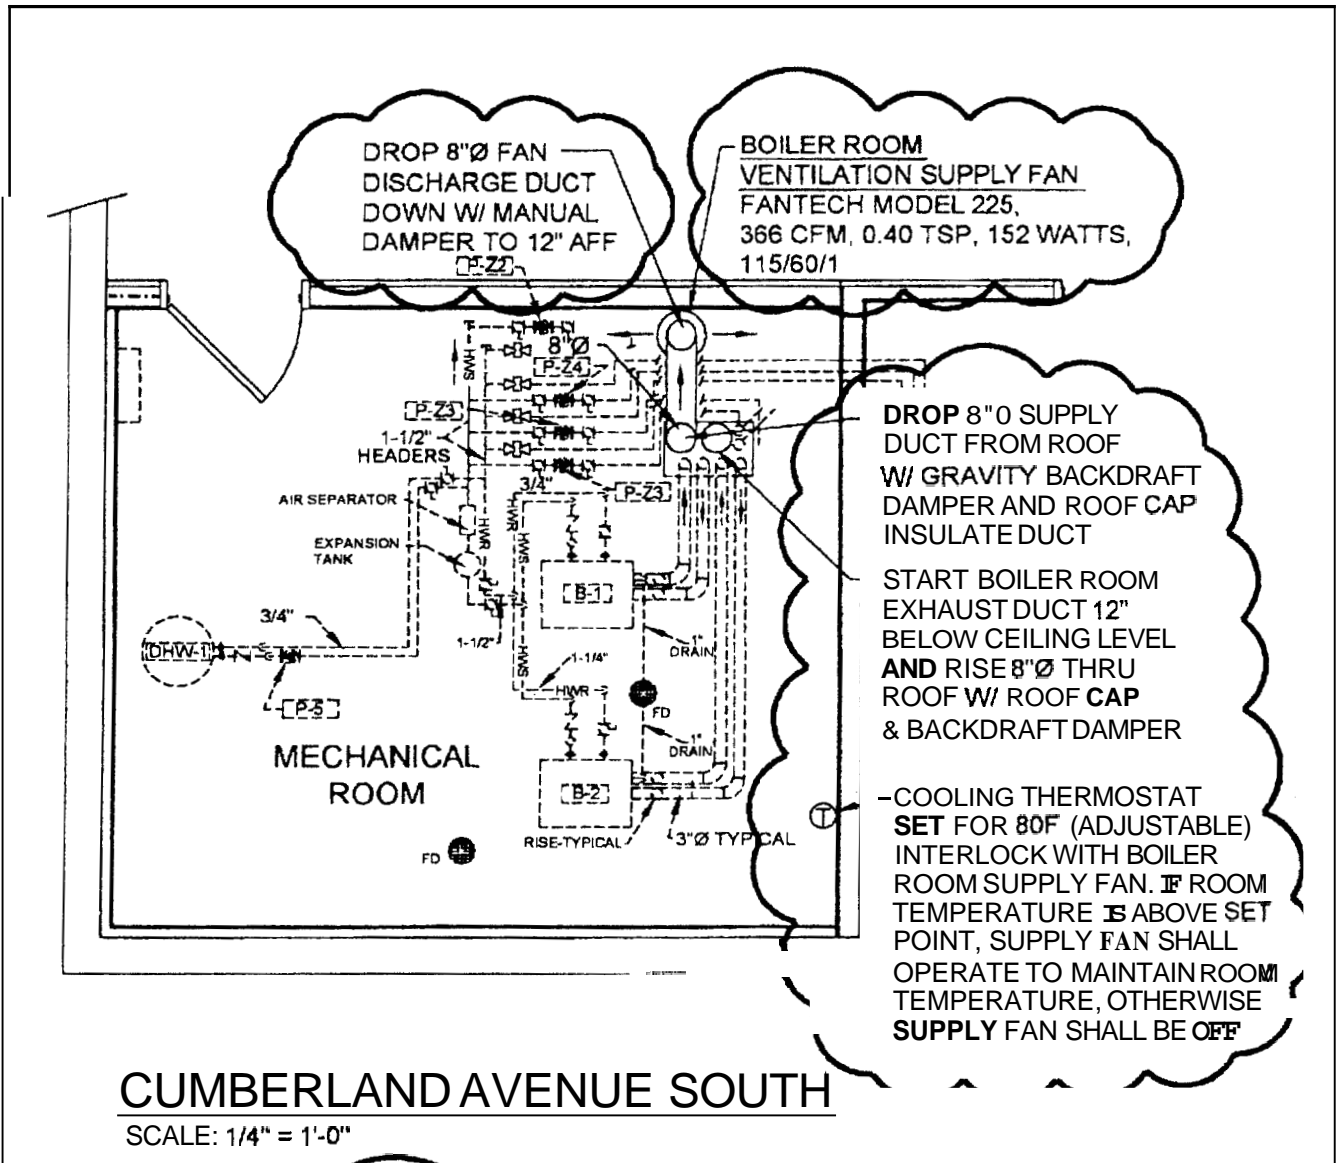 DROP 8"Ø FAN
DISCHARGE DUCT
DOWN W/ MANUAL
DAMPER TO 12" AFF
BOILER ROOM
VENTILATION SUPPLY FAN
FANTECH MODEL 225,
366 CFM, 0.40 TSP, 152 WATTS,
115/60/1
P-Z2
8"Ø
HWS
P-Z4
P-Z3
1-1/2"
HEADERS
3/4"
P-Z3
AIR SEPARATOR
HWR
HWR
HWS
EXPANSION
TANK
B-1
3/4"
1-1/2"
DHW-1
1"
DRAIN
HWS
1-1/4"
HWR
P-5
FD
1"
DRAIN
MECHANICAL
ROOM
B-2
RISE-TYPICAL
3"Ø TYPICAL
FD
T
DROP 8"0 SUPPLY
DUCT FROM ROOF
W/ GRAVITY BACKDRAFT
DAMPER AND ROOF CAP
INSULATE DUCT
START BOILER ROOM
EXHAUST DUCT 12"
BELOW CEILING LEVEL
AND RISE 8"Ø THRU
ROOF W/ ROOF CAP
& BACKDRAFT DAMPER
COOLING THERMOSTAT
SET FOR 80F (ADJUSTABLE)
INTERLOCK WITH BOILER
ROOM SUPPLY FAN. IF ROOM
TEMPERATURE IS ABOVE SET
POINT, SUPPLY FAN SHALL
OPERATE TO MAINTAIN ROOM
TEMPERATURE, OTHERWISE
SUPPLY FAN SHALL BE OFF
CUMBERLAND AVENUE SOUTH
SCALE: 1/4" = 1'-0"